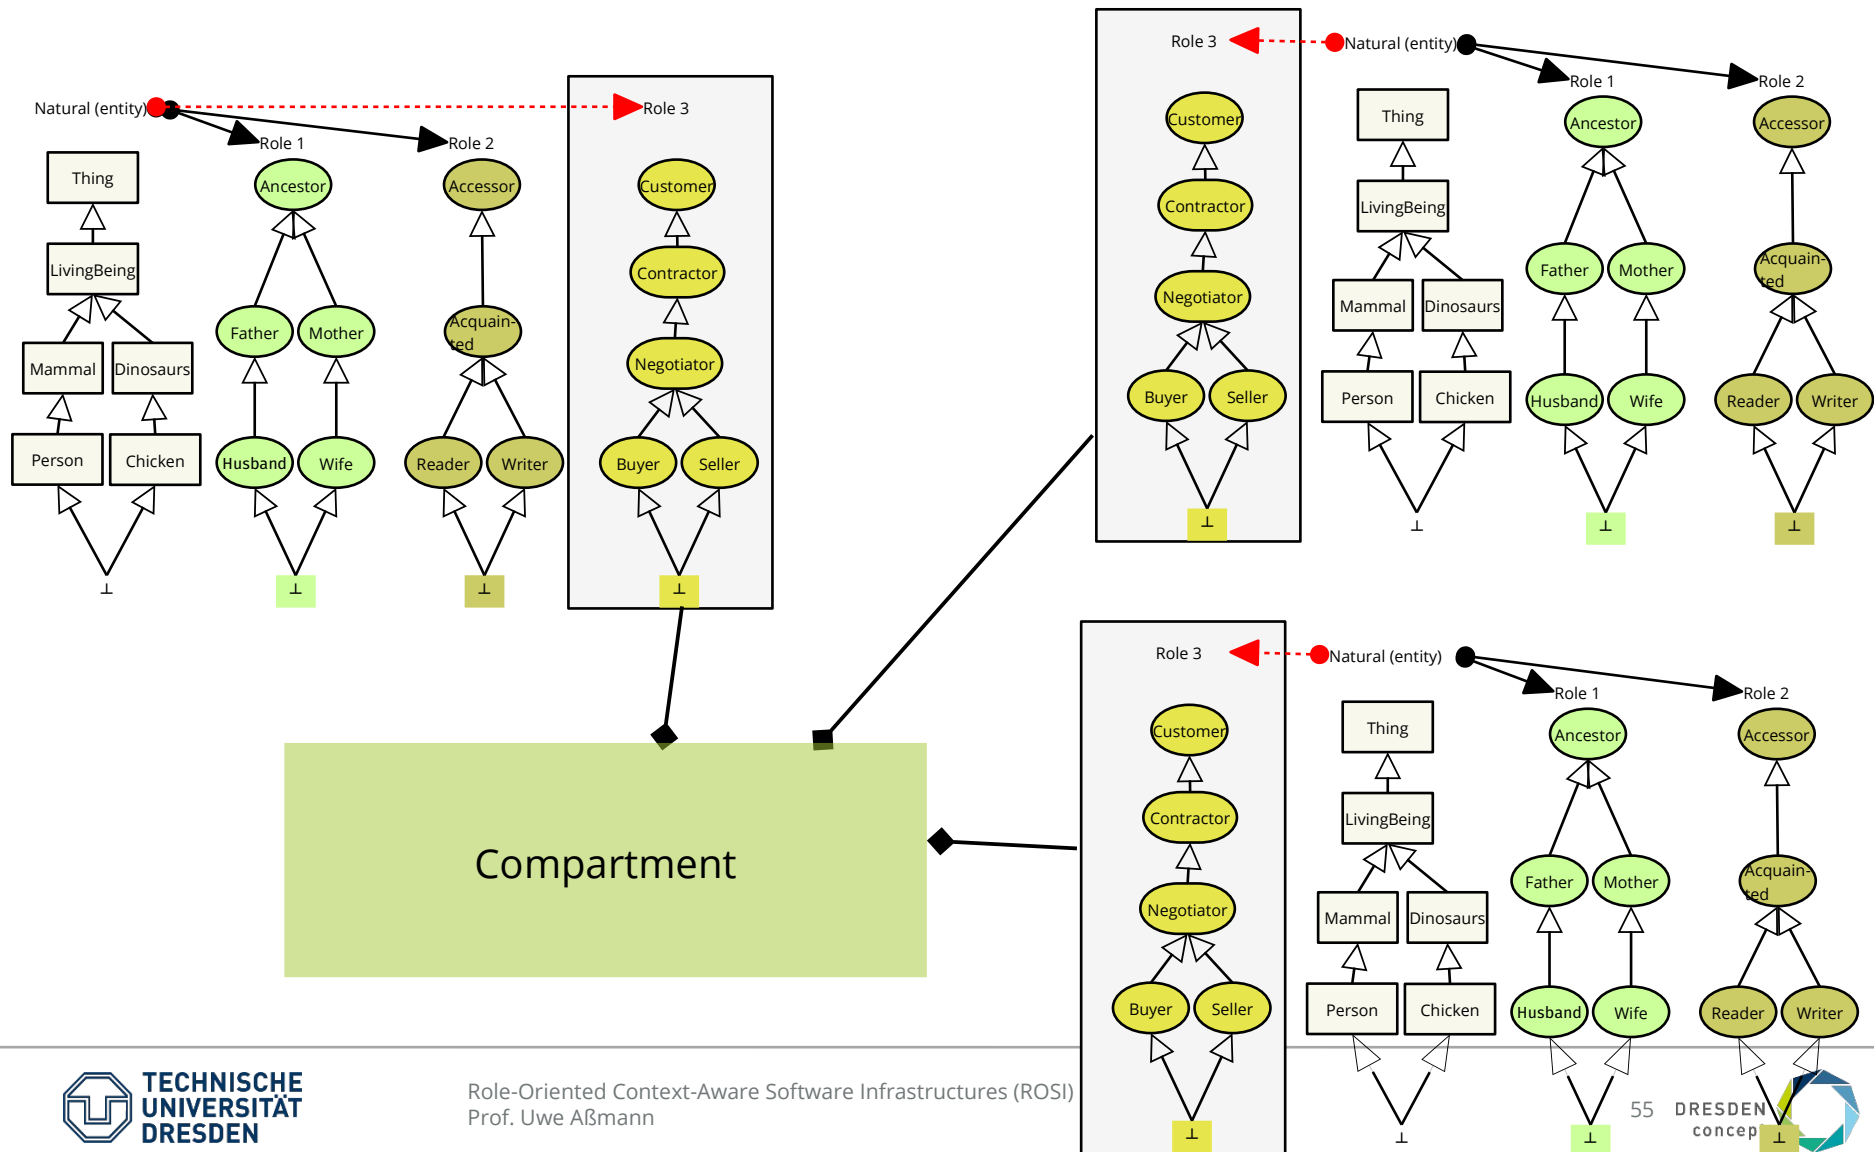 Natural (entity)
Role 1
Role 2
Role 3
Thing
Ancestor
Accessor
Customer
LivingBeing
Contractor
Father
Mother
Acquain-
ted
Mammal
Dinosaurs
Negotiator
Person
Chicken
Husband
Wife
Reader
Writer
Buyer
Seller
⊥
⊥
⊥
⊥
Role 3
Natural (entity)
Role 1
Role 2
Customer
Thing
Ancestor
Accessor
Contractor
LivingBeing
Father
Mother
Acquain-
ted
Negotiator
Mammal
Dinosaurs
Buyer
Seller
Person
Chicken
Husband
Wife
Reader
Writer
⊥
⊥
⊥
⊥
Role 3
Natural (entity)
Role 1
Role 2
Customer
Thing
Ancestor
Accessor
Contractor
LivingBeing
Father
Mother
Acquain-
ted
Negotiator
Mammal
Dinosaurs
Buyer
Seller
Person
Chicken
Husband
Wife
Reader
Writer
⊥
⊥
⊥
⊥
Compartment
TECHNISCHE
UNIVERSITÄT
DRESDEN
Role-Oriented Context-Aware Software Infrastructures (ROSI)
Prof. Uwe Aßmann
55
DRESDEN
concep